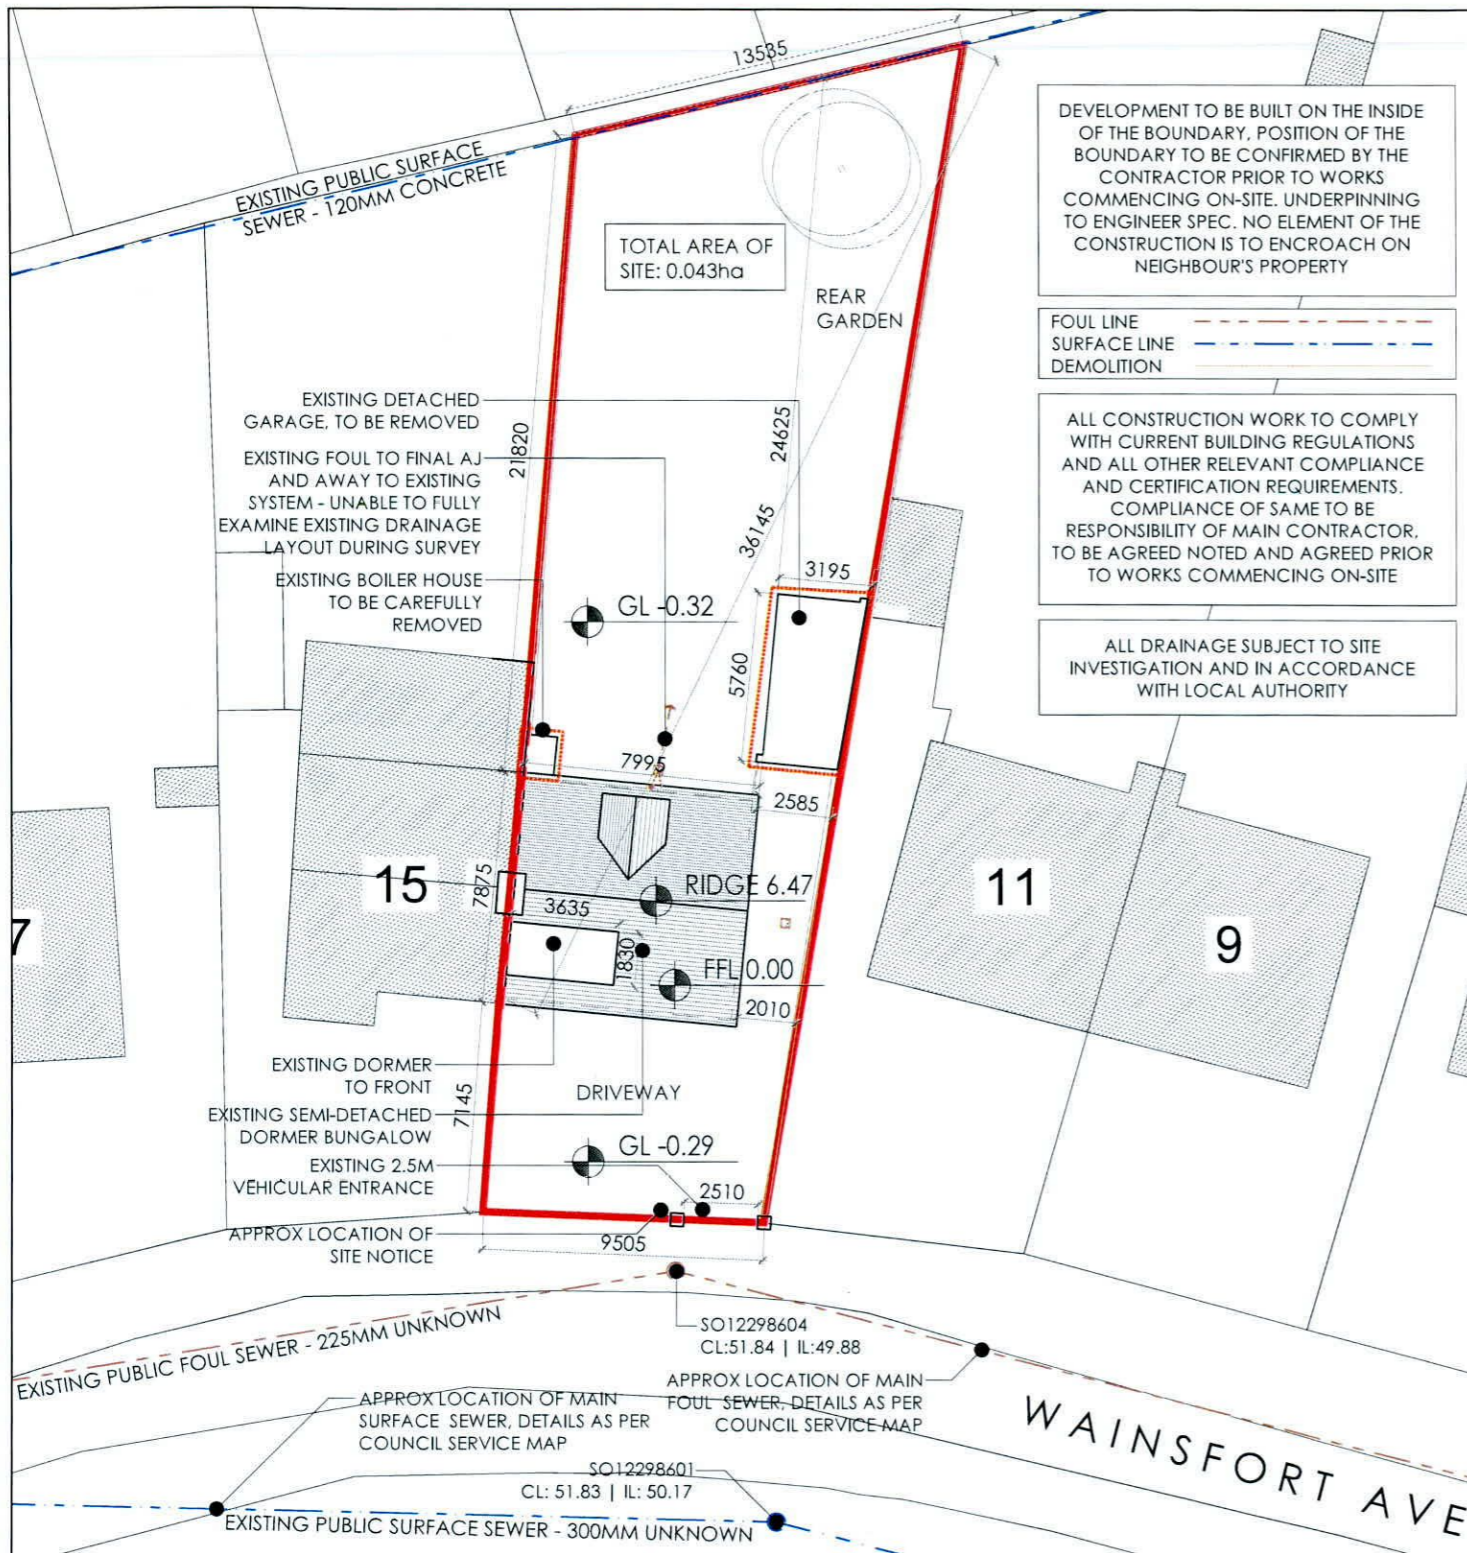 13535
EXISTING PUBLIC SURFACE
SEWER - 120MM CONCRETE
TOTAL AREA OF
SITE: 0.043ha
REAR
GARDEN
DEVELOPMENT TO BE BUILT ON THE INSIDE
OF THE BOUNDARY, POSITION OF THE
BOUNDARY TO BE CONFIRMED BY THE
CONTRACTOR PRIOR TO WORKS
COMMENCING ON-SITE. UNDERPINNING
TO ENGINEER SPEC. NO ELEMENT OF THE
CONSTRUCTION IS TO ENCROACH ON
NEIGHBOUR'S PROPERTY
FOUL LINE
SURFACE LINE
DEMOLITION
ALL CONSTRUCTION WORK TO COMPLY
WITH CURRENT BUILDING REGULATIONS
AND ALL OTHER RELEVANT COMPLIANCE
AND CERTIFICATION REQUIREMENTS.
COMPLIANCE OF SAME TO BE
RESPONSIBILITY OF MAIN CONTRACTOR,
TO BE AGREED NOTED AND AGREED PRIOR
TO WORKS COMMENCING ON-SITE
ALL DRAINAGE SUBJECT TO SITE
INVESTIGATION AND IN ACCORDANCE
WITH LOCAL AUTHORITY
EXISTING DETACHED
GARAGE, TO BE REMOVED
EXISTING FOUL TO FINAL AJ
AND AWAY TO EXISTING
SYSTEM - UNABLE TO FULLY
EXAMINE EXISTING DRAINAGE
LAYOUT DURING SURVEY
EXISTING BOILER HOUSE
TO BE CAREFULLY
REMOVED
21820
24625
36145
3195
GL -0.32
5760
7995
2585
15
7875
RIDGE 6.47
3635
1830
FFL 0.00
2010
11
9
7
EXISTING DORMER
TO FRONT
EXISTING SEMI-DETACHED
DORMER BUNGALOW
EXISTING 2.5M
VEHICULAR ENTRANCE
APPROX LOCATION OF
SITE NOTICE
7145
DRIVEWAY
GL -0.29
2510
9505
EXISTING PUBLIC FOUL SEWER - 225MM UNKNOWN
SO12298604
CL:51.84 | IL:49.88
APPROX LOCATION OF MAIN
FOUL SEWER, DETAILS AS PER
COUNCIL SERVICE MAP
APPROX LOCATION OF MAIN
SURFACE SEWER, DETAILS AS PER
COUNCIL SERVICE MAP
SO12298601
CL: 51.83 | IL: 50.17
EXISTING PUBLIC SURFACE SEWER - 300MM UNKNOWN
WAINSFORT AVE